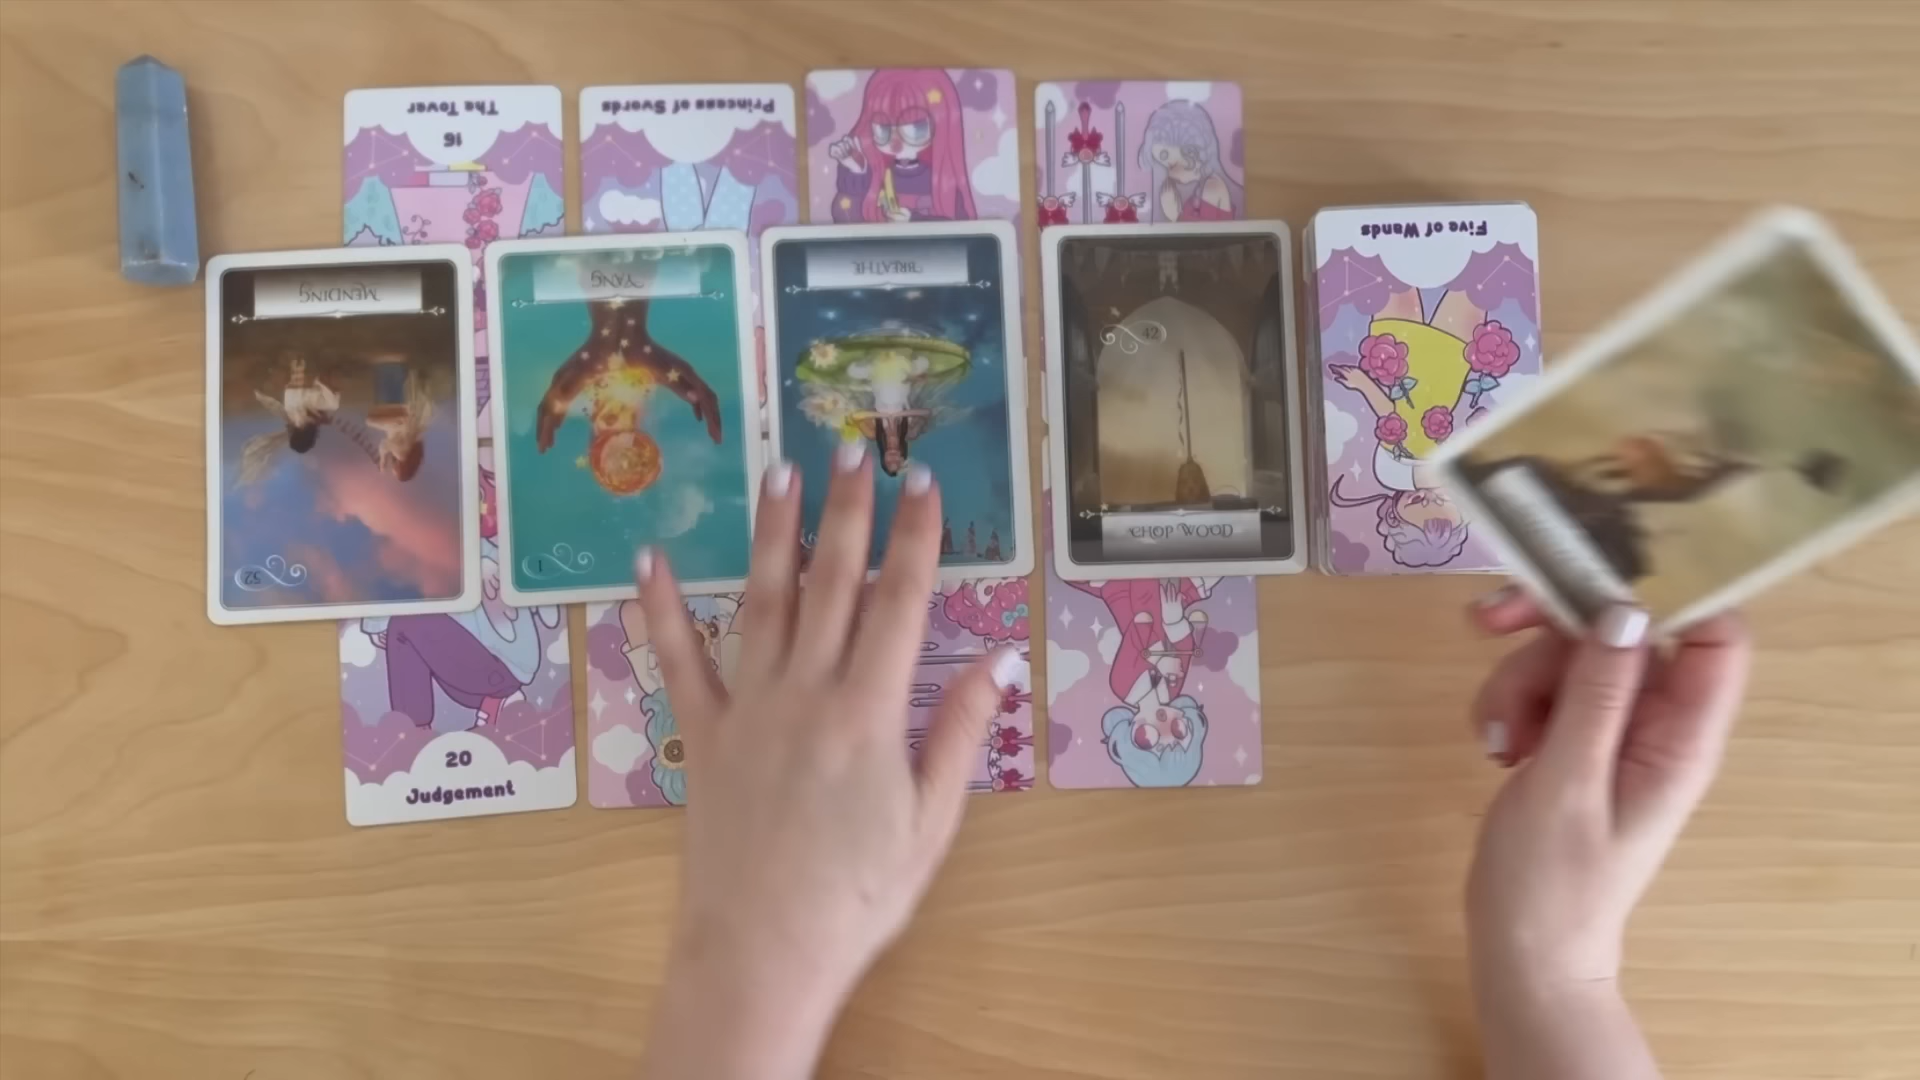 The Tower
16
Princess of Swords
Five of Wands
MENDING
52
YANG
1
BREATHE
42
CHOP WOOD
20
Judgement